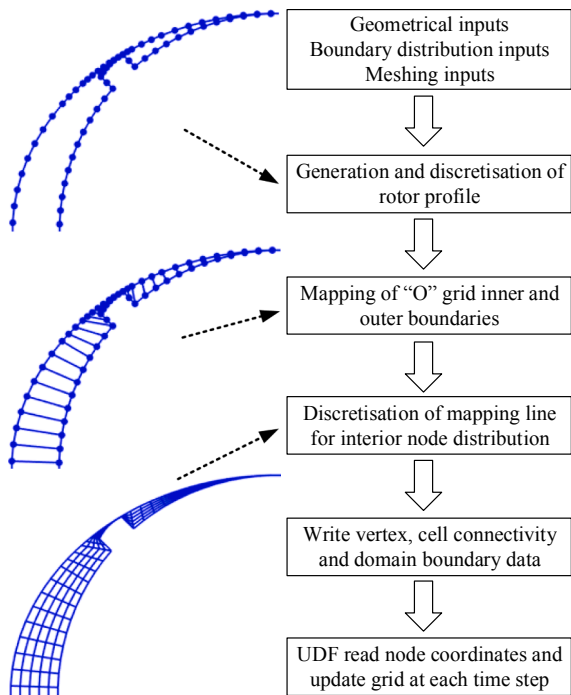 Geometrical inputs
Boundary distribution inputs
Meshing inputs
Generation and discretisation of
rotor profile
Mapping of “O” grid inner and
outer boundaries
Discretisation of mapping line
for interior node distribution
Write vertex, cell connectivity
and domain boundary data
UDF read node coordinates and
update grid at each time step